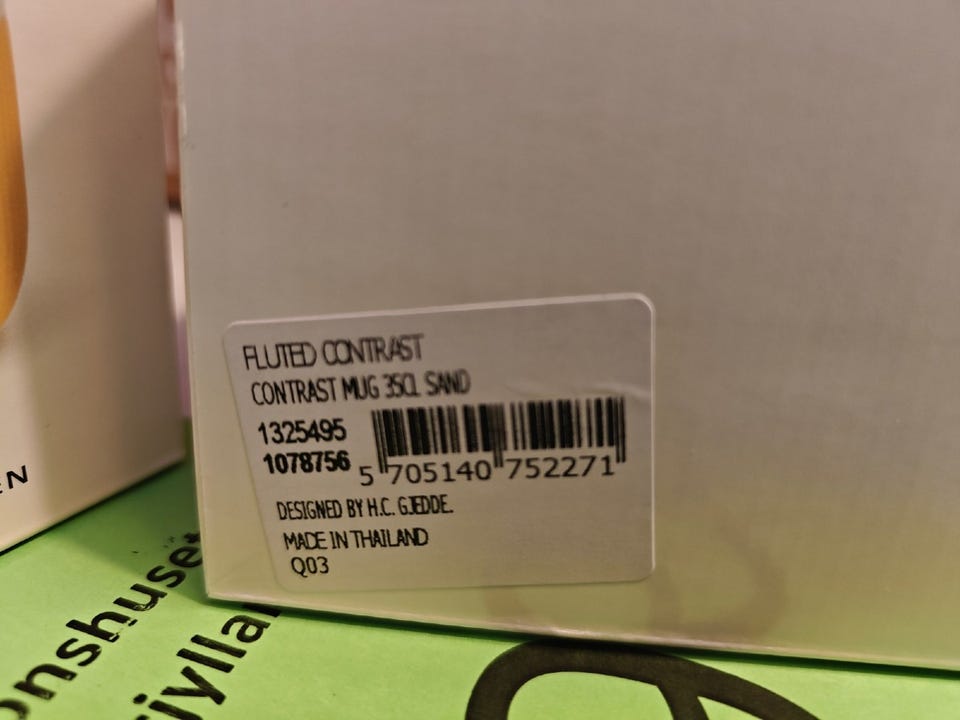 FLUTED CONTRAST
CONTRAST MUG 35CL SAND
1325495
1078756
5 705140 752271
DESIGNED BY H.C. GJEDDE.
MADE IN THAILAND
Q03